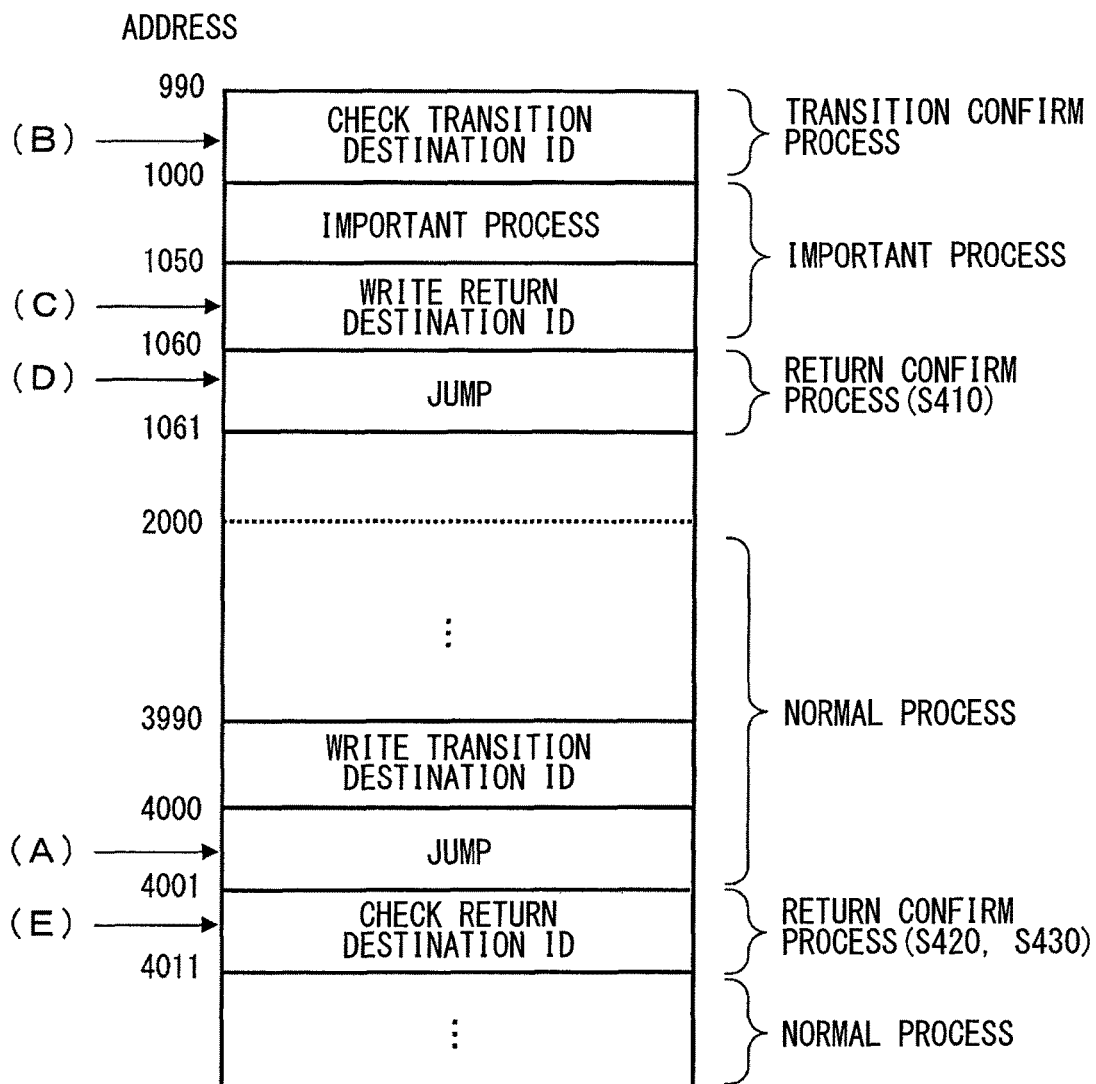 ADDRESS
990
(B)
CHECK TRANSITION
DESTINATION ID
TRANSITION CONFIRM
PROCESS
1000
IMPORTANT PROCESS
IMPORTANT PROCESS
1050
(C)
WRITE RETURN
DESTINATION ID
1060
(D)
JUMP
RETURN CONFIRM
PROCESS(S410)
1061
2000
⋮
NORMAL PROCESS
3990
WRITE TRANSITION
DESTINATION ID
4000
(A)
JUMP
4001
(E)
CHECK RETURN
DESTINATION ID
RETURN CONFIRM
PROCESS(S420, S430)
4011
⋮
NORMAL PROCESS